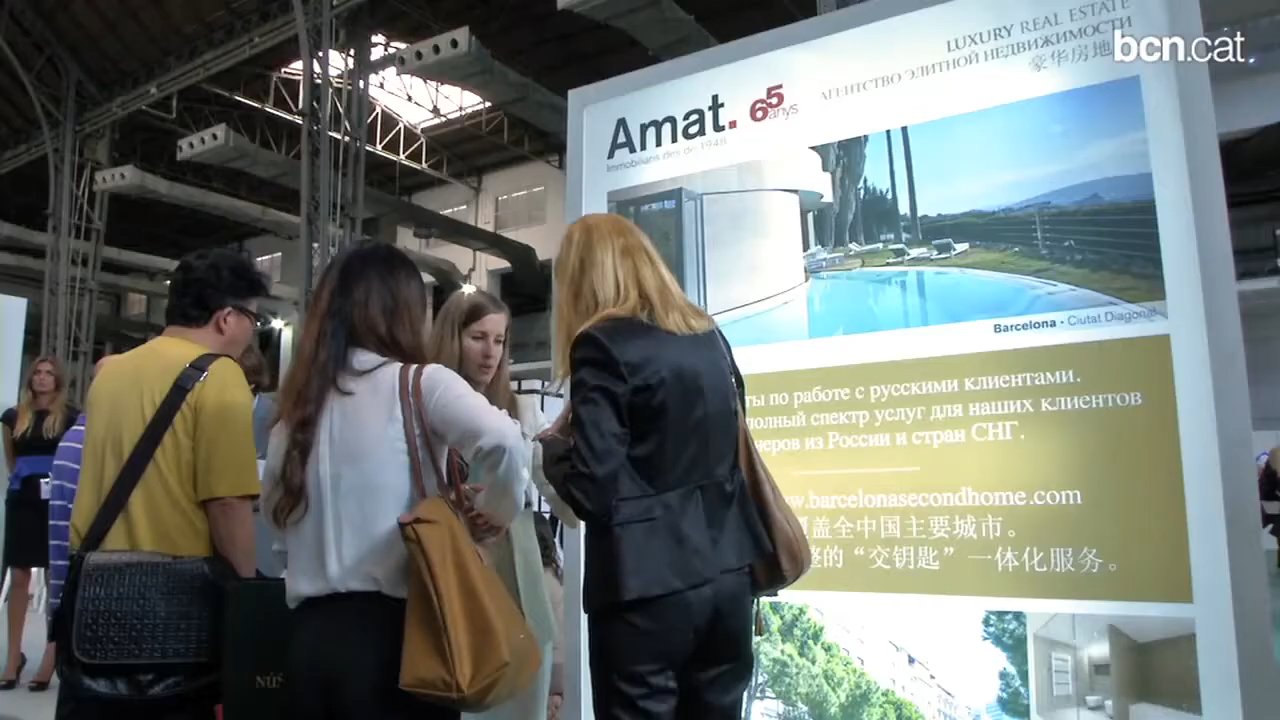 bcn.cat
LUXURY REAL ESTATE
АГЕНТСТВО ЭЛИТНОЙ НЕДВИЖИМОСТИ
豪华房地
Amat. 65 anys
Immobiliaris des de 1948
Barcelona · Ciutat Diagonal
по работе с русскими клиентами.
спектр услуг для наших клиентов
из России и стран СНГ.
www.barcelonasecondhome.com
覆盖全中国主要城市。
整的“交钥匙”一体化服务。